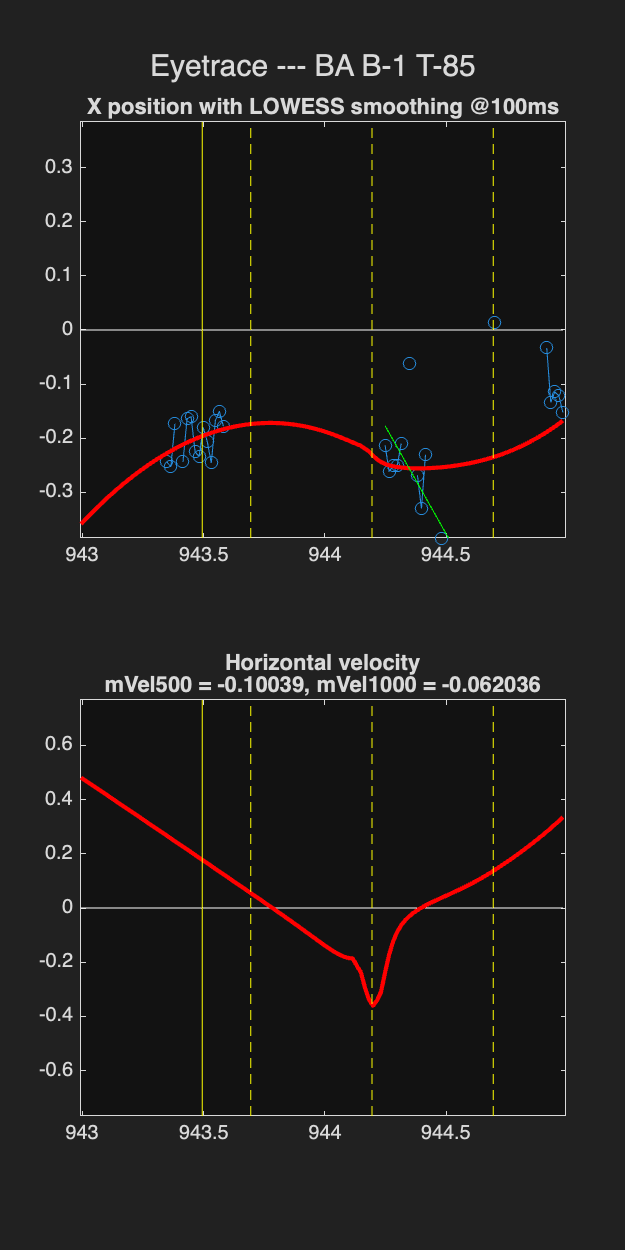 Eyetrace --- BA B-1 T-85
X position with LOWESS smoothing @100ms
0.3
0.2
0.1
0
-0.1
-0.2
-0.3
943 943.5 944 944.5
Horizontal velocity
mVel500 = -0.10039, mVel1000 = -0.062036
0.6
0.4
0.2
0
-0.2
-0.4
-0.6
943 943.5 944 944.5